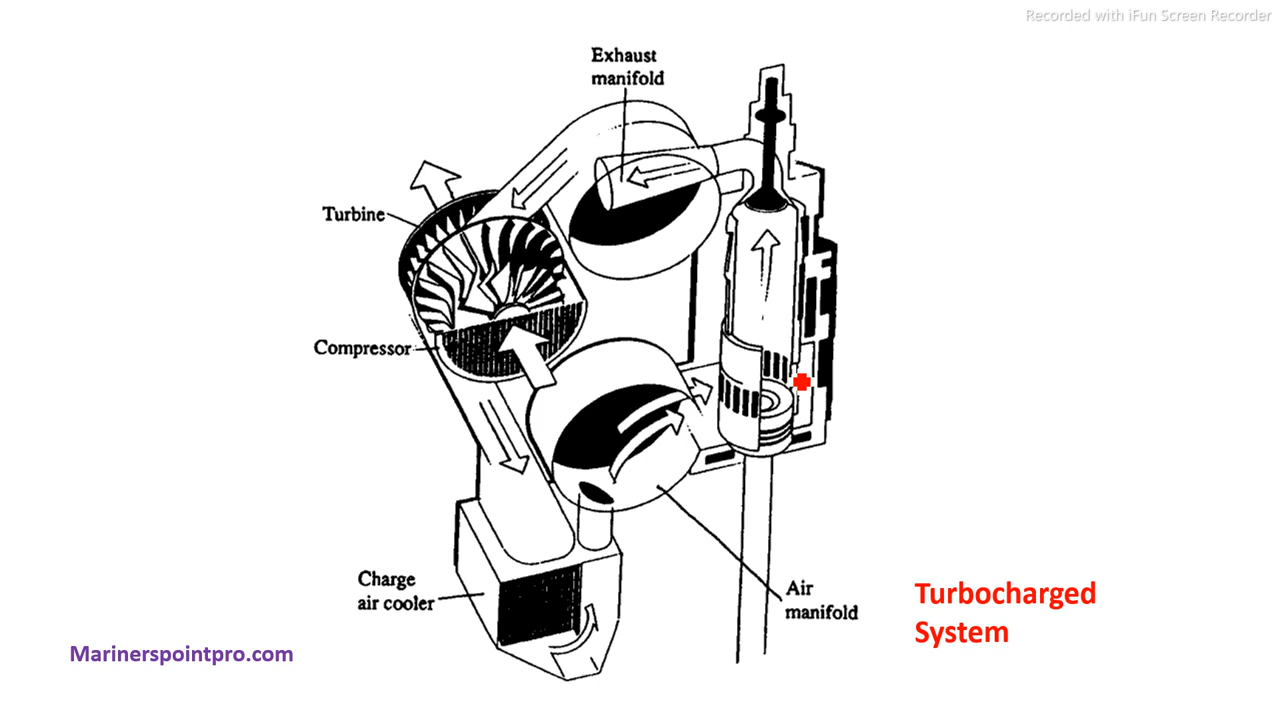 Recorded with iFun Screen Recorder
Exhaust
manifold
Turbine
Compressor
Charge
air cooler
Air
manifold
Turbocharged
System
Marinerspointpro.com